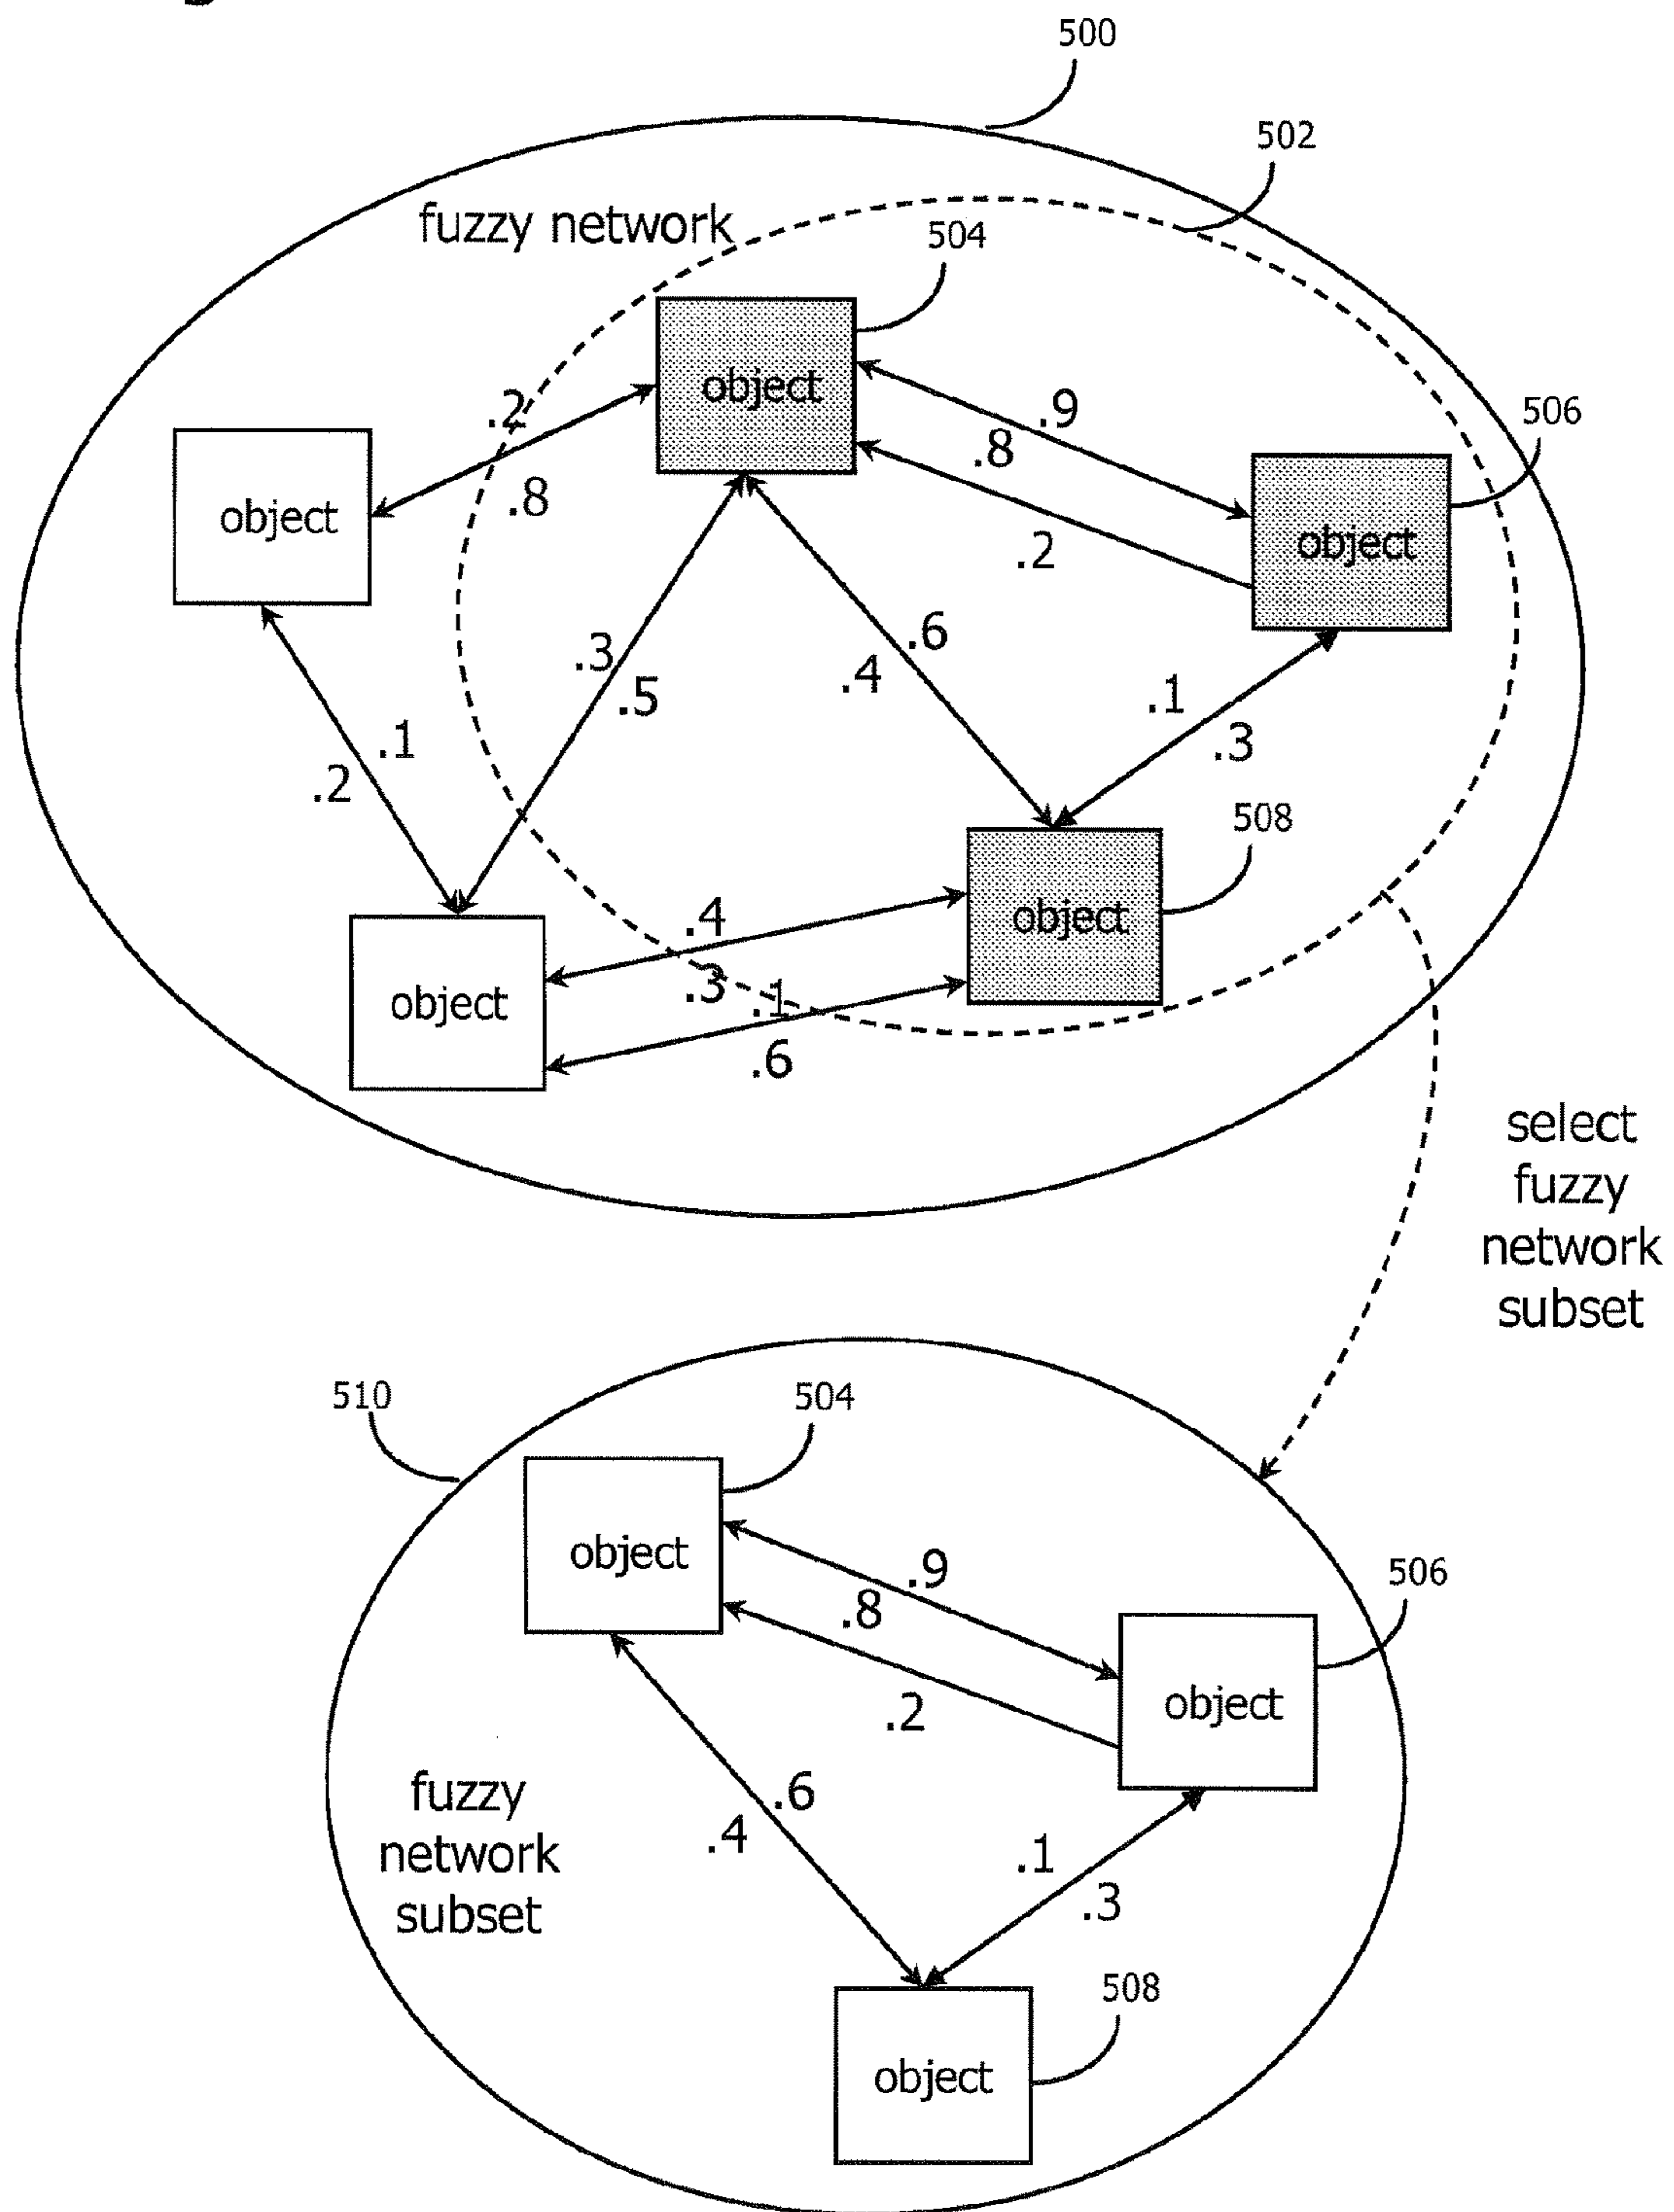 500
502
fuzzy network
504
object
.2
.9
506
.8
.8
object
object
.2
.6
.3
.4
.5
.1
.1
.3
.2
508
.4
object
.3
.1
object
.6
select
fuzzy
network
subset
510
504
object
.9
506
.8
object
.2
fuzzy
network
subset
.6
.4
.1
.3
508
object